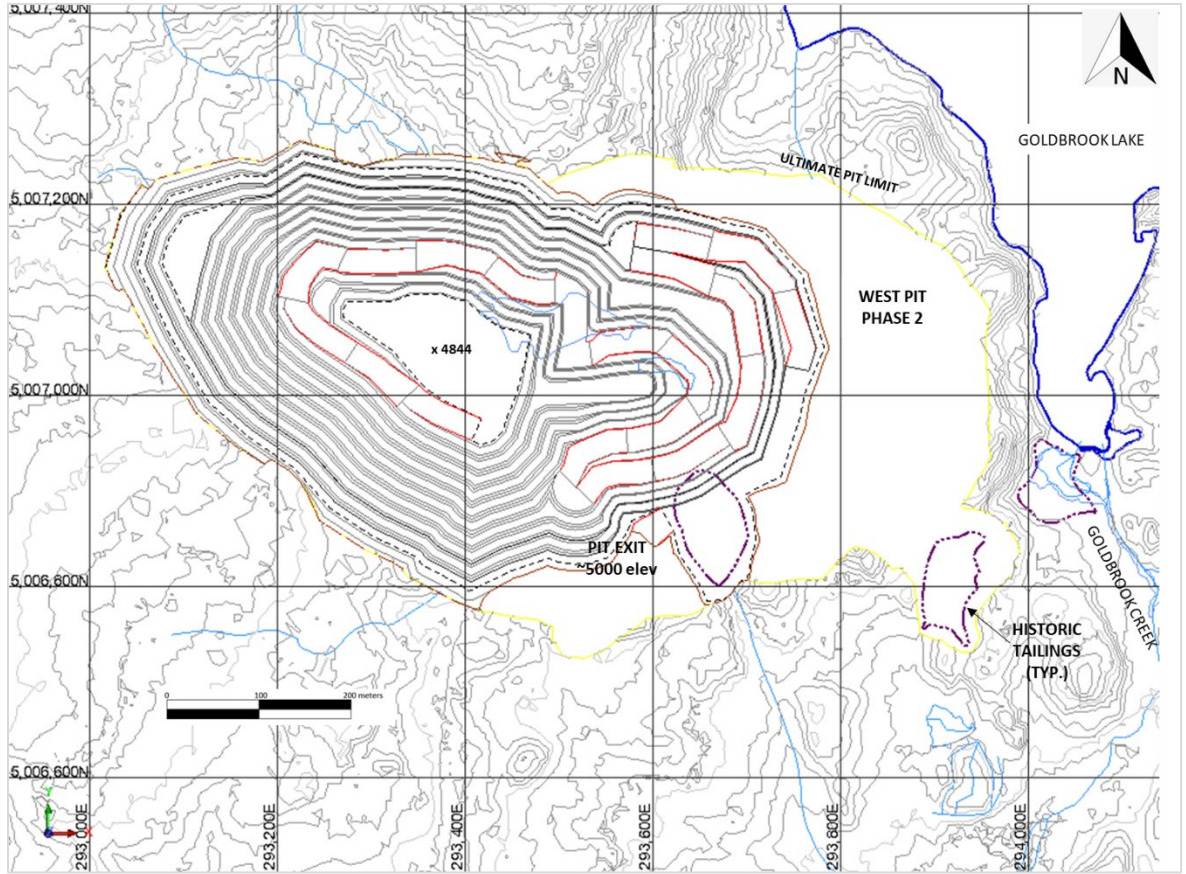 5,007,400N
N
GOLDBROOK LAKE
ULTIMATE PIT LIMIT
5,007,200N
WEST PIT
PHASE 2
x 4844
5,007,000N
PIT EXIT
~5000 elev
5,006,800N
GOLDBROOK CREEK
HISTORIC
TAILINGS
(TYP.)
0 100 200 meters
5,006,600N
Y
X
293,000E
293,200E
293,400E
293,600E
293,800E
294,000E